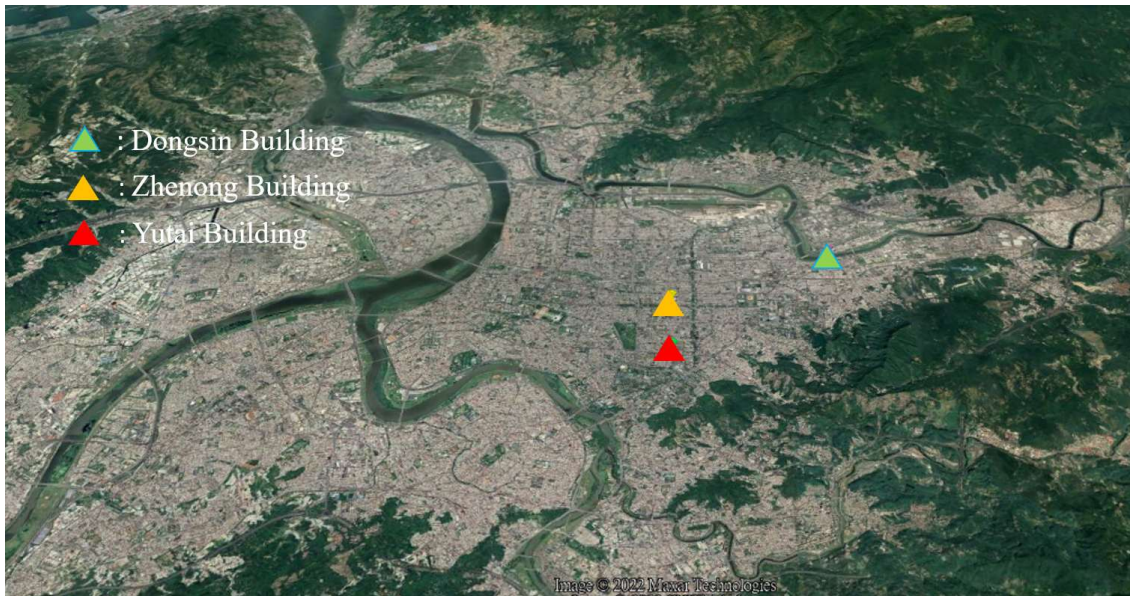 : Dongsin Building
: Zhenong Building
: Yutai Building
Image © 2022 Maxar Technologies